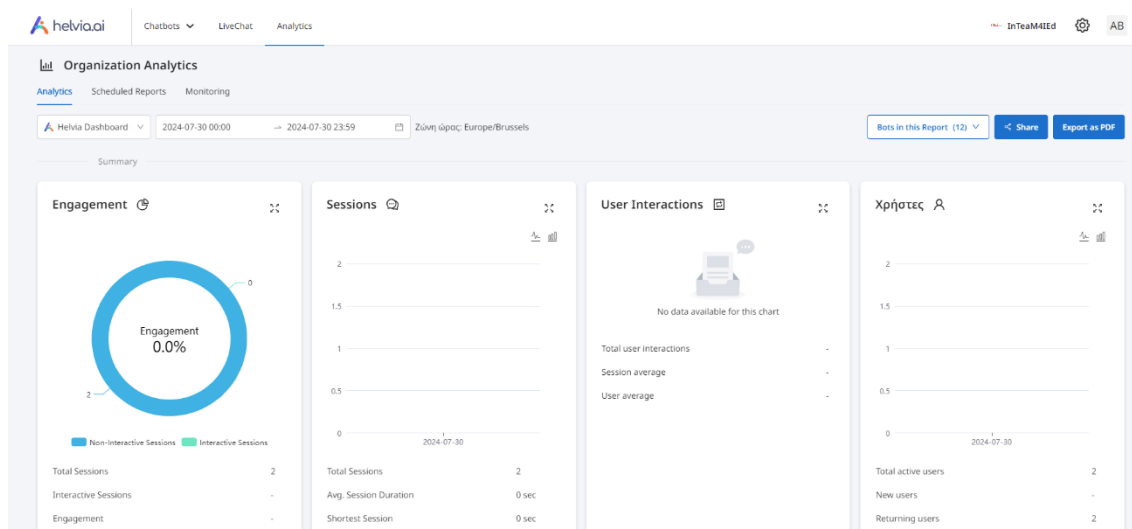 helvia.ai
Chatbots
LiveChat
Analytics
InTeaM4IEd
AB
Organization Analytics
Analytics
Scheduled Reports
Monitoring
Helvia Dashboard
2024-07-30 00:00
2024-07-30 23:59
Ζώνη ώρας: Europe/Brussels
Bots in this Report (12)
Share
Export as PDF
Summary
Engagement
0
Engagement
0.0%
2
Non-Interactive Sessions
Interactive Sessions
Total Sessions 2
Interactive Sessions -
Engagement -
Sessions
2
1.5
1
0.5
0
2024-07-30
Total Sessions 2
Avg. Session Duration 0 sec
Shortest Session 0 sec
User Interactions
No data available for this chart
Total user interactions -
Session average -
User average -
Χρήστες
2
1.5
1
0.5
0
2024-07-30
Total active users 2
New users -
Returning users 2